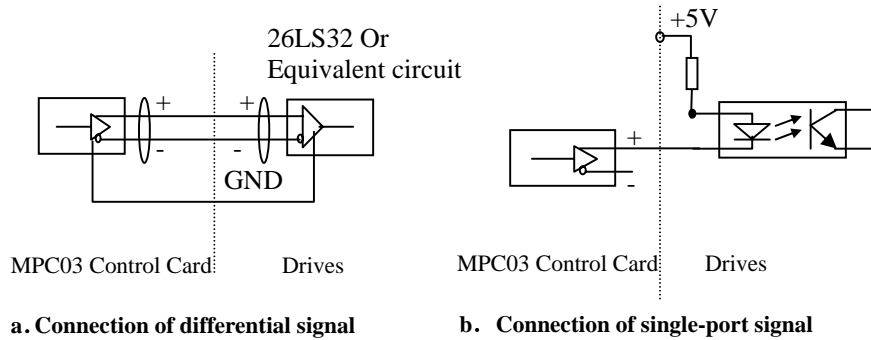 26LS32 Or
Equivalent circuit
+ +
- -
GND
MPC03 Control Card Drives
a. Connection of differential signal
+5V
+
-
MPC03 Control Card Drives
b. Connection of single-port signal